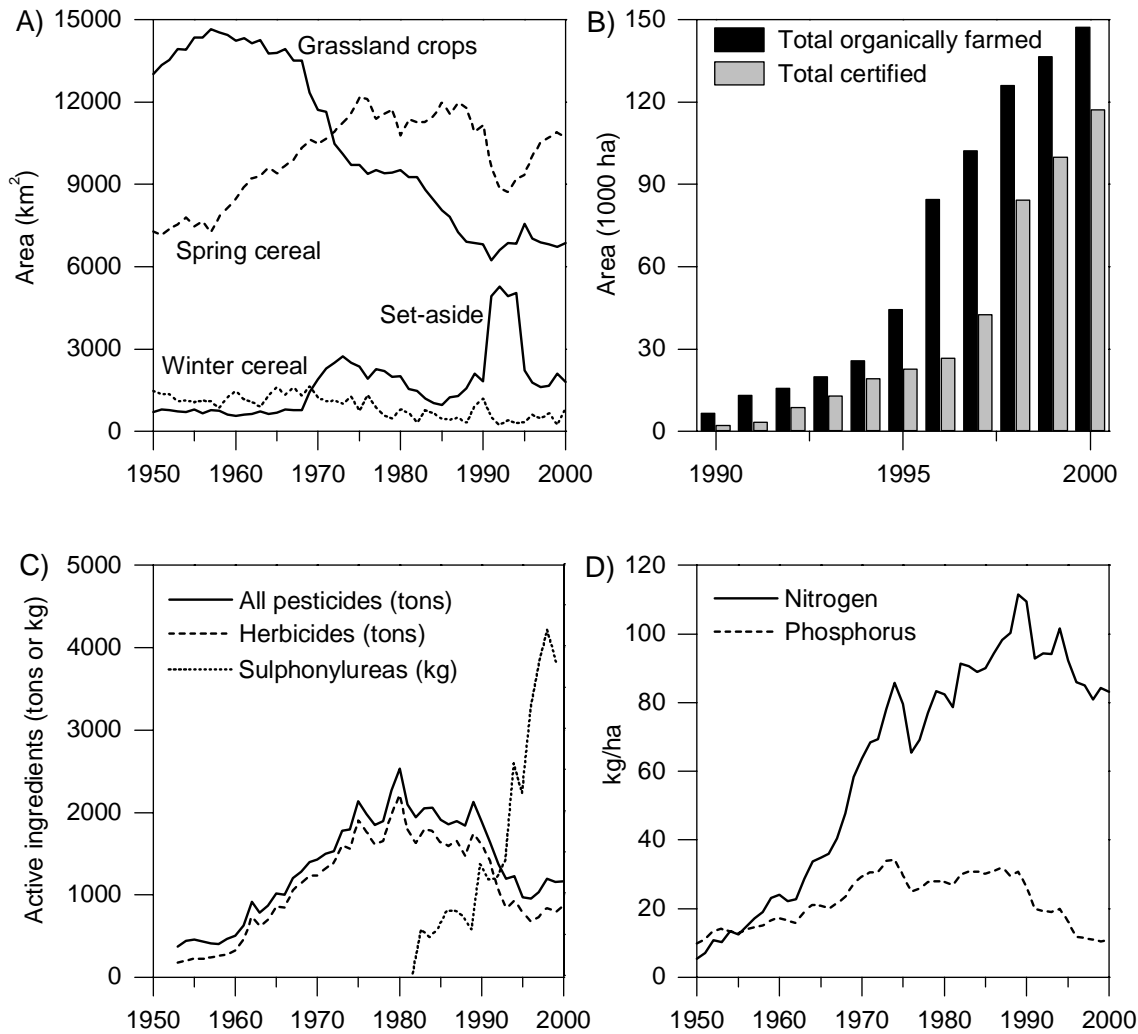 A)
15000
12000
9000
6000
3000
0
Area (km²)
Grassland crops
Spring cereal
Set-aside
Winter cereal
1950 1960 1970 1980 1990 2000
B)
150
120
90
60
30
0
Area (1000 ha)
Total organically farmed
Total certified
1990 1995 2000
C)
5000
4000
3000
2000
1000
0
Active ingredients (tons or kg)
All pesticides (tons)
Herbicides (tons)
Sulphonylureas (kg)
1950 1960 1970 1980 1990 2000
D)
120
100
80
60
40
20
0
kg/ha
Nitrogen
Phosphorus
1950 1960 1970 1980 1990 2000